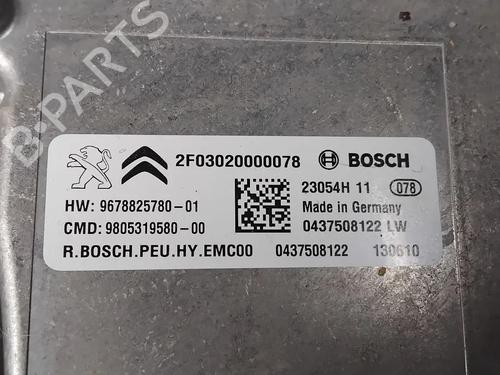 B-PARTS
2F03020000078 BOSCH
23054H 11 078
HW: 9678825780-01 Made in Germany
CMD: 9805319580-00 0437508122 LW
R.BOSCH.PEU.HY.EMC00 0437508122 130610